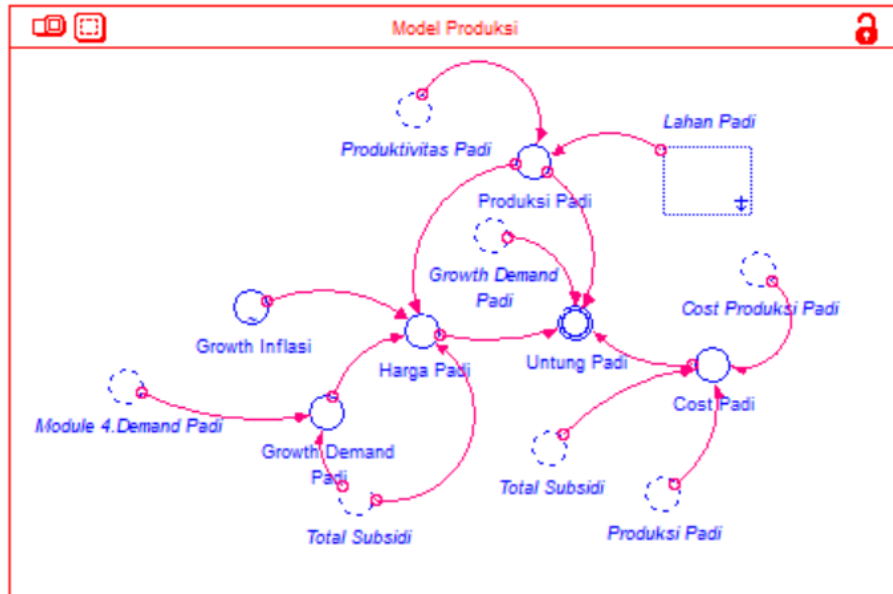 Model Produksi
Lahan Padi
Produktivitas Padi
Produksi Padi
Growth Demand
Padi
Cost Produksi Padi
Growth Inflasi
Harga Padi
Untung Padi
Cost Padi
Module 4.Demand Padi
Growth Demand
Padi
Total Subsidi
Total Subsidi
Produksi Padi